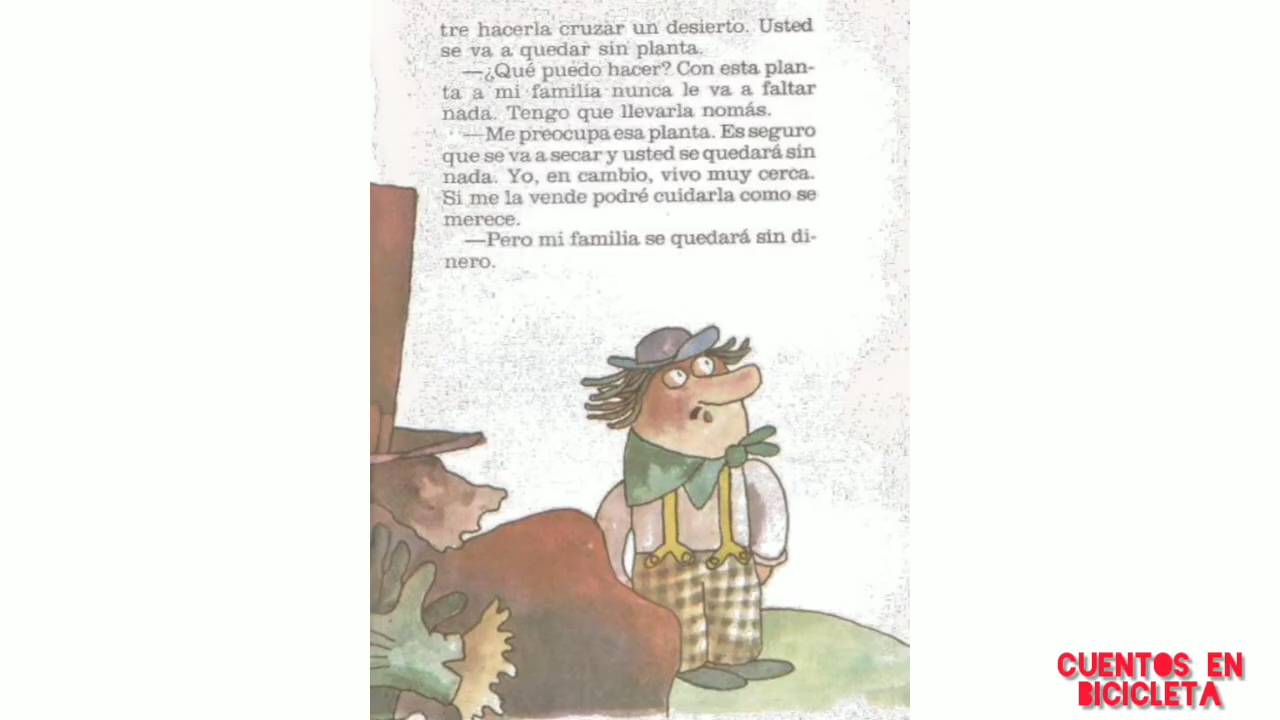 tre hacerla cruzar un desierto. Usted
se va a quedar sin planta.
—¿Qué puedo hacer? Con esta plan-
ta a mi familia nunca le va a faltar
nada. Tengo que llevarla nomás.
—Me preocupa esa planta. Es seguro
que se va a secar y usted se quedará sin
nada. Yo, en cambio, vivo muy cerca.
Si me la vende podré cuidarla como se
merece.
—Pero mi familia se quedará sin di-
nero.
CUENTOS EN
BICICLETA